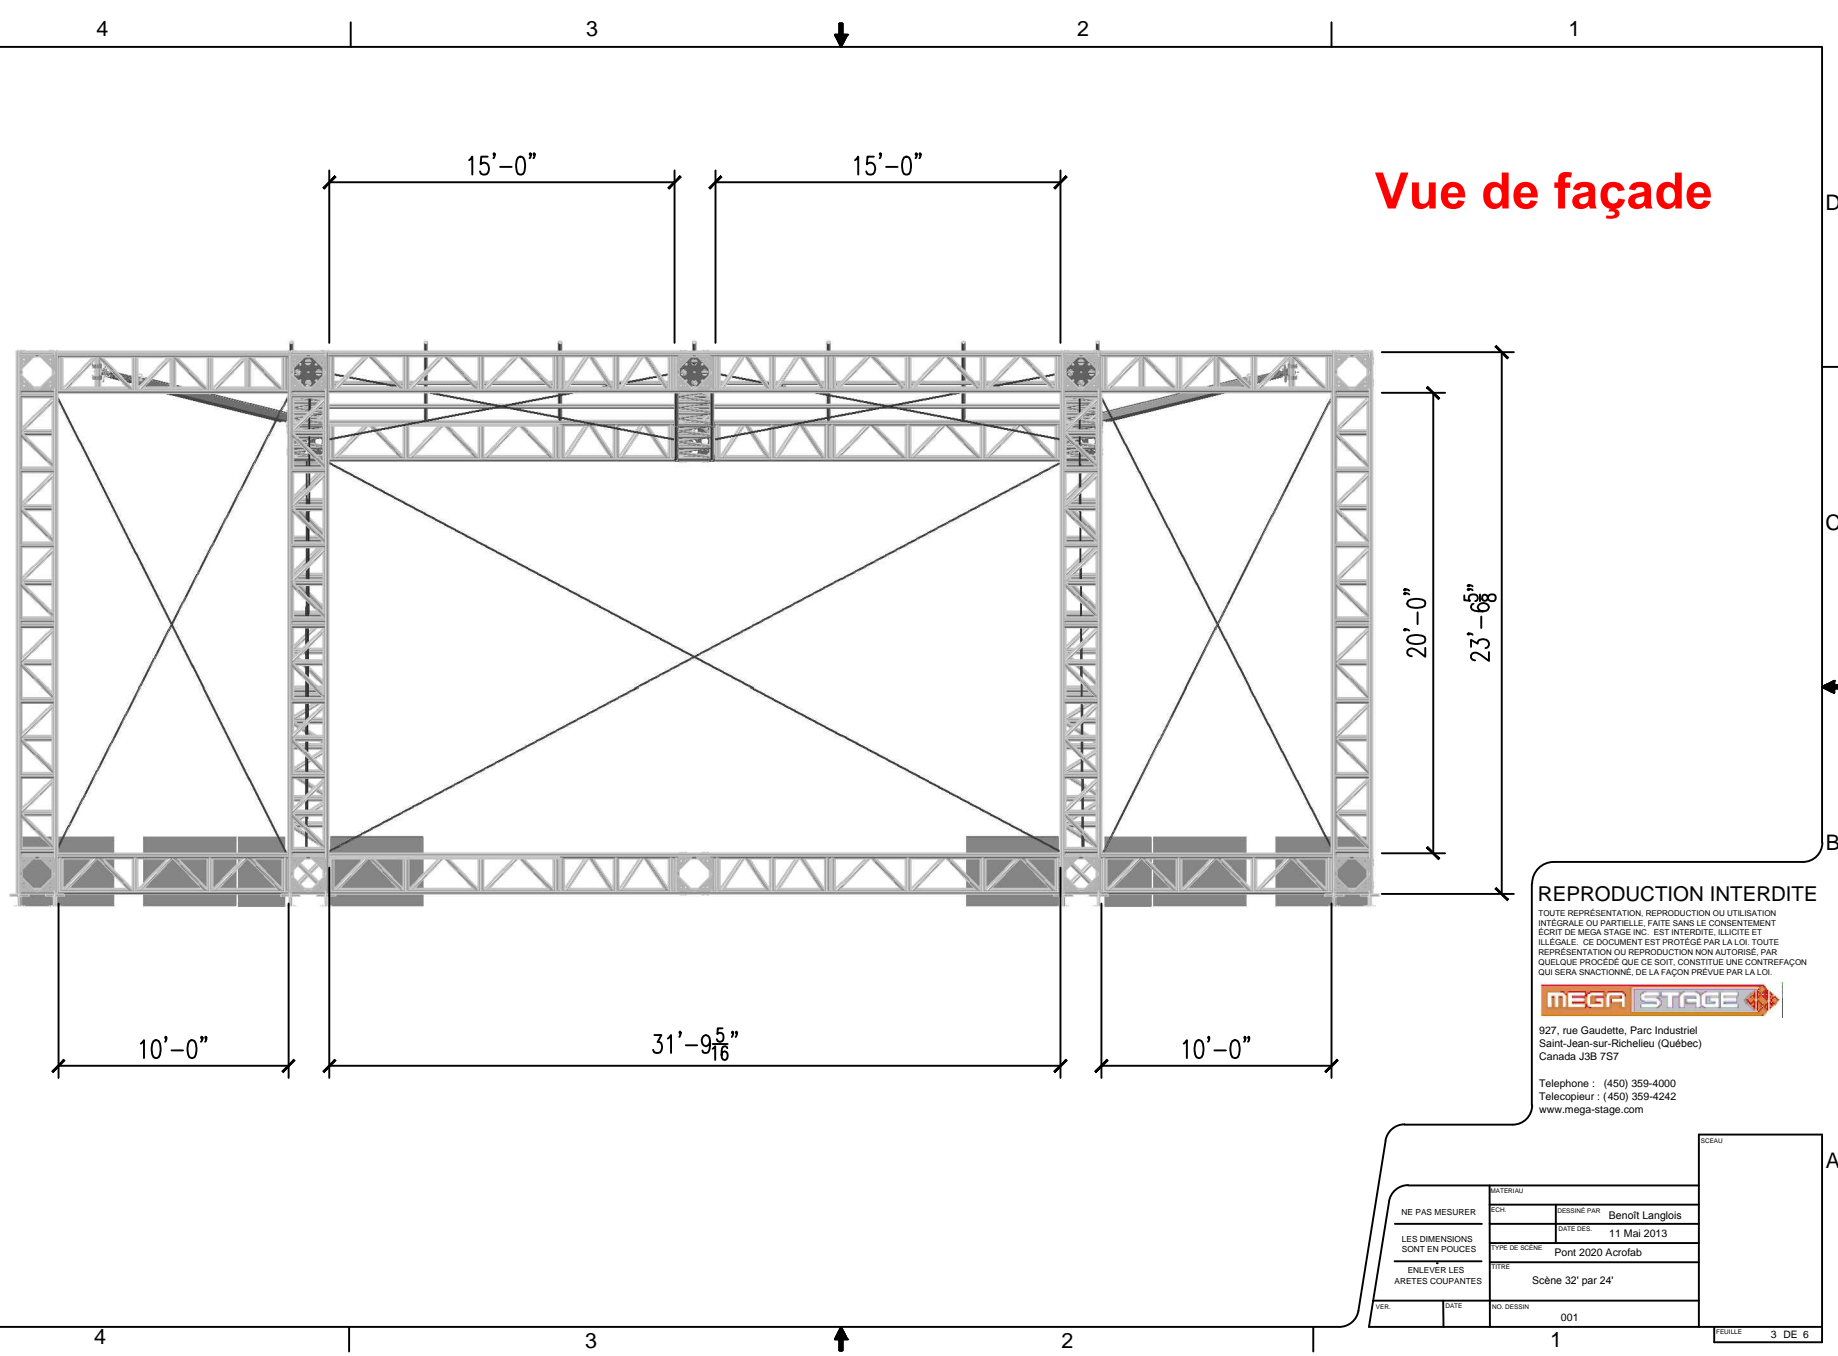 4 3 2 1
15'-0" 15'-0"
Vue de façade
D
C
20'-0"
23'-6 5/8"
B
REPRODUCTION INTERDITE
TOUTE REPRÉSENTATION, REPRODUCTION OU UTILISATION
INTÉGRALE OU PARTIELLE, FAITE SANS LE CONSENTEMENT
ÉCRIT DE MEGA STAGE INC. EST INTERDITE, ILLICITE ET
ILLÉGALE. CE DOCUMENT EST PROTÉGÉ PAR LA LOI. TOUTE
REPRÉSENTATION OU REPRODUCTION NON AUTORISÉ, PAR
QUELQUE PROCÉDÉ QUE CE SOIT, CONSTITUE UNE CONTREFAÇON
QUI SERA SNACTIONNÉ, DE LA FAÇON PRÉVUE PAR LA LOI.
MEGA STAGE
927, rue Gaudette, Parc Industriel
Saint-Jean-sur-Richelieu (Québec)
Canada J3B 7S7
Telephone : (450) 359-4000
Telecopieur : (450) 359-4242
www.mega-stage.com
10'-0" 31'-9 5/16" 10'-0"
SCEAU
A
NE PAS MESURER
LES DIMENSIONS
SONT EN POUCES
ENLEVER LES
ARETES COUPANTES
MATERIAU
ECH.
DESSINÉ PAR Benoît Langlois
DATE DES. 11 Mai 2013
TYPE DE SCÈNE Pont 2020 Acrofab
TITRE
Scène 32' par 24'
VER. DATE
NO. DESSIN
001
FEUILLE 3 DE 6
4 3 2 1